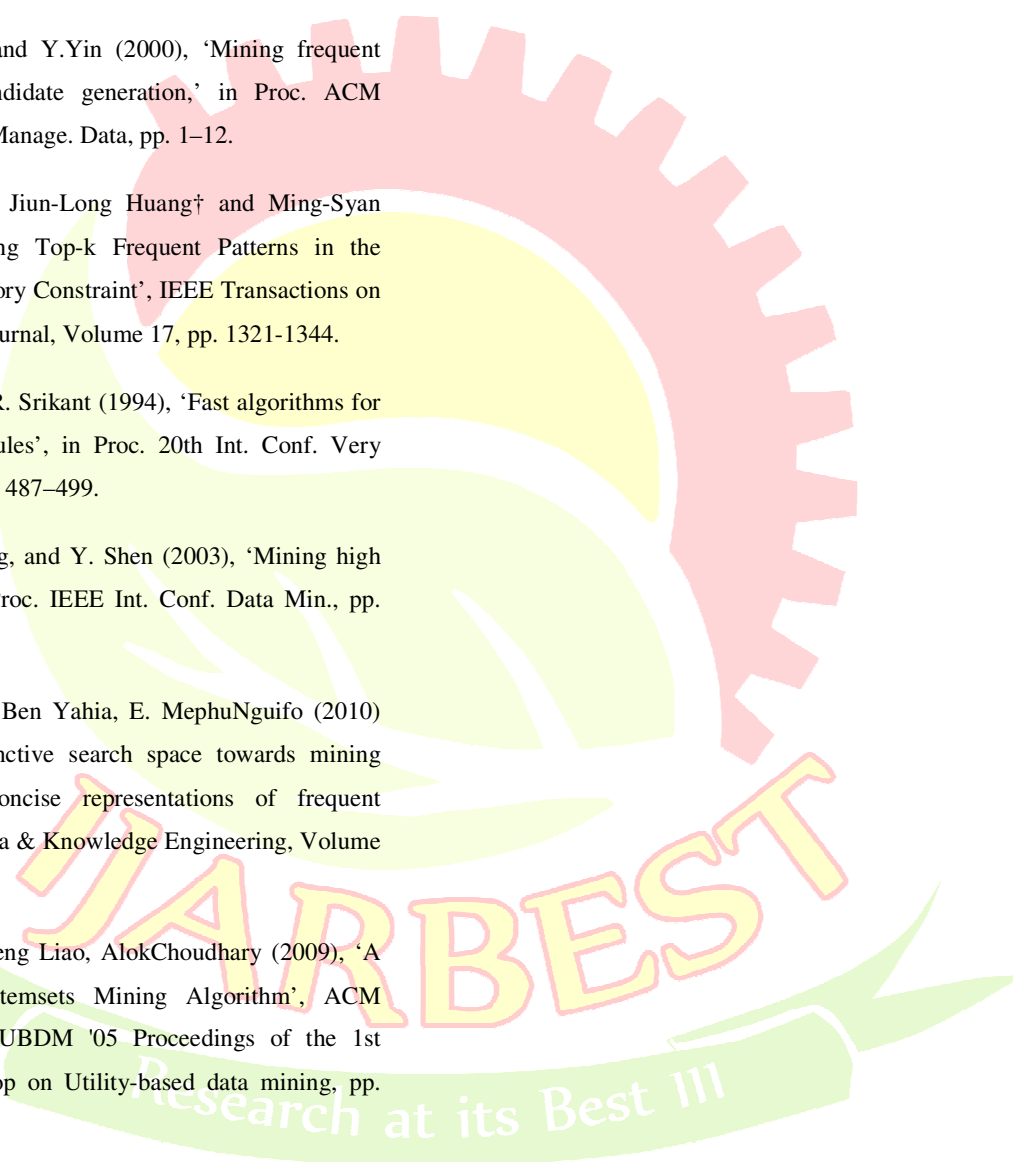 and Y.Yin (2000), ‘Mining frequent
ndidate generation,’ in Proc. ACM
Manage. Data, pp. 1–12.
Jiun-Long Huang† and Ming-Syan
ng Top-k Frequent Patterns in the
ory Constraint’, IEEE Transactions on
urnal, Volume 17, pp. 1321-1344.
R. Srikant (1994), ‘Fast algorithms for
ules’, in Proc. 20th Int. Conf. Very
487–499.
g, and Y. Shen (2003), ‘Mining high
Proc. IEEE Int. Conf. Data Min., pp.
Ben Yahia, E. MephuNguifo (2010)
nctive search space towards mining
oncise representations of frequent
a & Knowledge Engineering, Volume
eng Liao, AlokChoudhary (2009), ‘A
temsets Mining Algorithm’, ACM
UBDM '05 Proceedings of the 1st
op on Utility-based data mining, pp.
IJARBEST
Research at its Best !!!